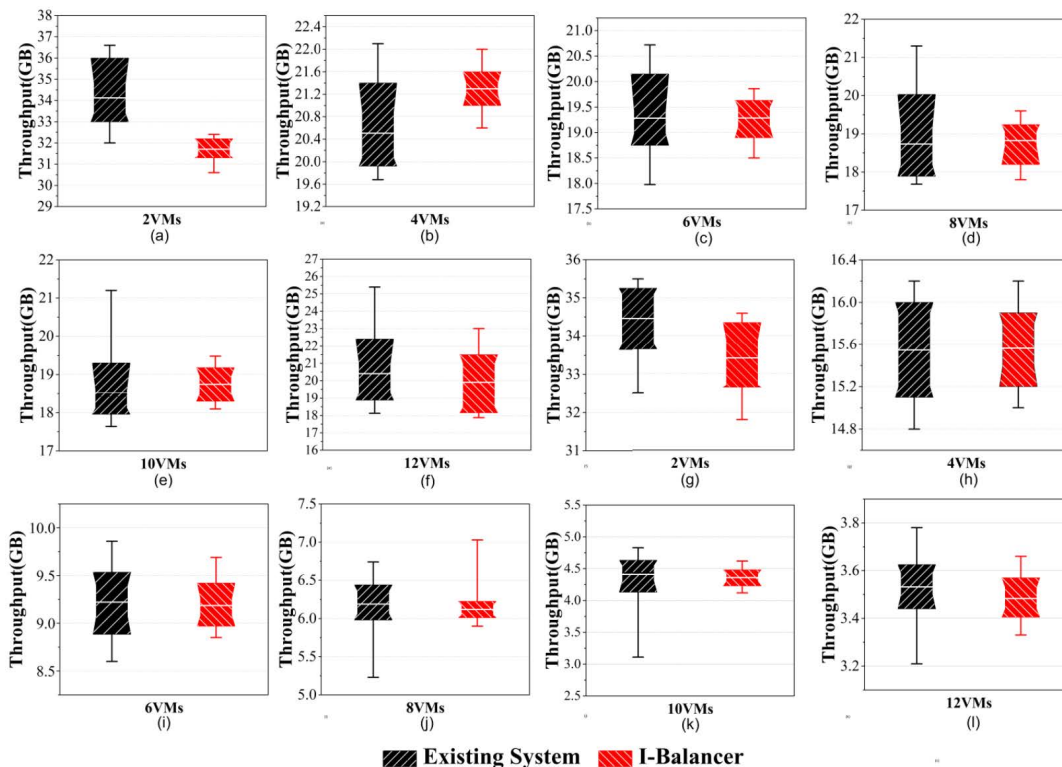 Throughput(GB)
38
37
36
35
34
33
32
31
30
29
2VMs
(a)
Throughput(GB)
22.4
22.0
21.6
21.2
20.8
20.4
20.0
19.6
19.2
4VMs
(b)
Throughput(GB)
21.0
20.5
20.0
19.5
19.0
18.5
18.0
17.5
6VMs
(c)
Throughput(GB)
22
21
20
19
18
17
8VMs
(d)
Throughput(GB)
22
21
20
19
18
17
10VMs
(e)
Throughput(GB)
27
26
25
24
23
22
21
20
19
18
17
16
12VMs
(f)
Throughput(GB)
36
35
34
33
32
31
2VMs
(g)
Throughput(GB)
16.4
16.0
15.6
15.2
14.8
4VMs
(h)
Throughput(GB)
10.0
9.5
9.0
8.5
6VMs
(i)
Throughput(GB)
7.5
7.0
6.5
6.0
5.5
5.0
8VMs
(j)
Throughput(GB)
5.5
5.0
4.5
4.0
3.5
3.0
2.5
10VMs
(k)
Throughput(GB)
3.8
3.6
3.4
3.2
12VMs
(l)
Existing System
I-Balancer